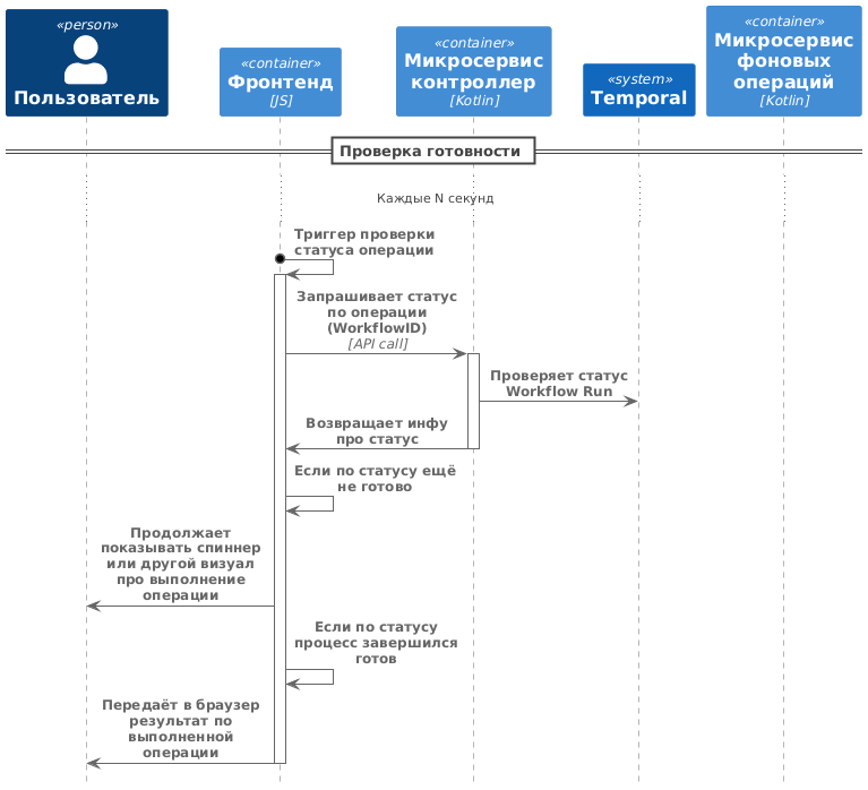 «person»
Пользователь
«container»
Фронтенд
[JS]
«container»
Микросервис
контроллер
[Kotlin]
«system»
Temporal
«container»
Микросервис
фоновых
операций
[Kotlin]
Проверка готовности
Каждые N секунд
Триггер проверки
статуса операции
Запрашивает статус
по операции
(WorkflowID)
[API call]
Проверяет статус
Workflow Run
Возвращает инфу
про статус
Если по статусу ещё
не готово
Продолжает
показывать спиннер
или другой визуал
про выполнение
операции
Если по статусу
процесс завершился
готов
Передаёт в браузер
результат по
выполненной
операции